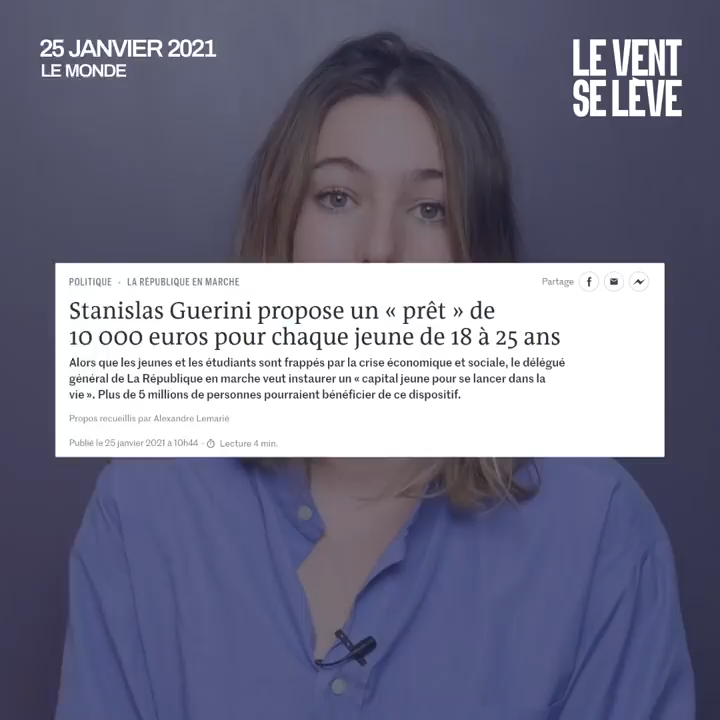 25 JANVIER 2021
LE MONDE
LE VENT
SE LÈVE
POLITIQUE - LA RÉPUBLIQUE EN MARCHE
Partage
Stanislas Guerini propose un « prêt » de
10 000 euros pour chaque jeune de 18 à 25 ans
Alors que les jeunes et les étudiants sont frappés par la crise économique et sociale, le délégué
général de La République en marche veut instaurer un « capital jeune pour se lancer dans la
vie ». Plus de 5 millions de personnes pourraient bénéficier de ce dispositif.
Propos recueillis par Alexandre Lemarié
Publié le 25 janvier 2021 à 10h44 - Lecture 4 min.